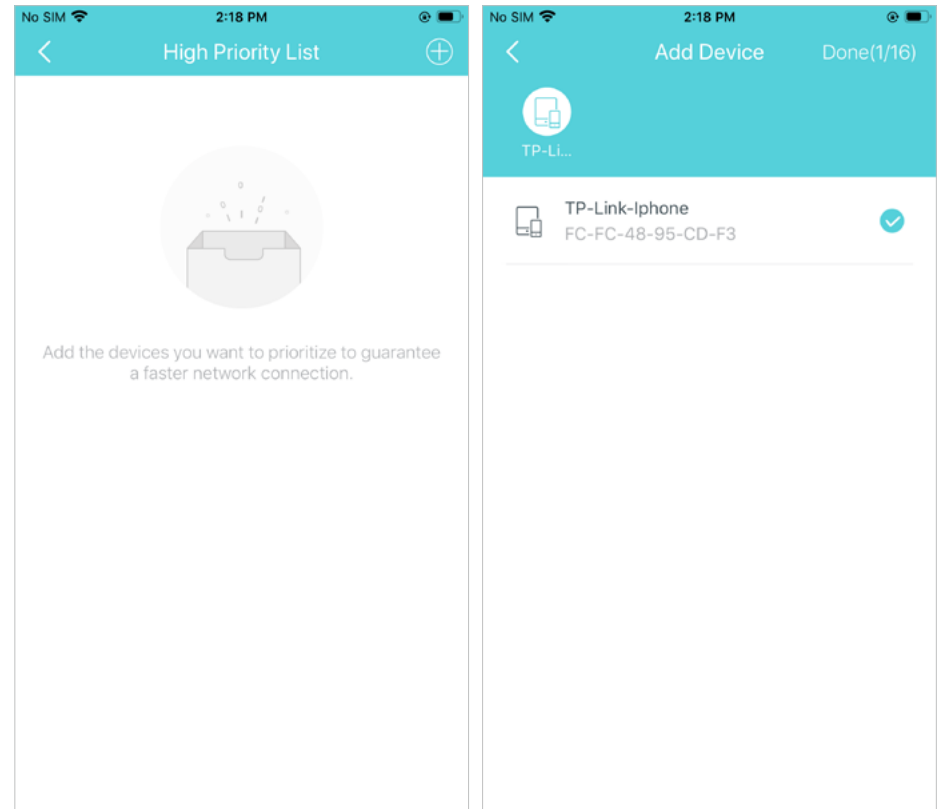 No SIM 2:18 PM
High Priority List
Add the devices you want to prioritize to guarantee
a faster network connection.
No SIM 2:18 PM
Add Device Done(1/16)
TP-Li...
TP-Link-Iphone
FC-FC-48-95-CD-F3